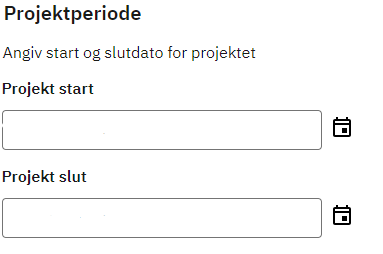 Projektperiode
Angiv start og slutdato for projektet
Projekt start
Projekt slut